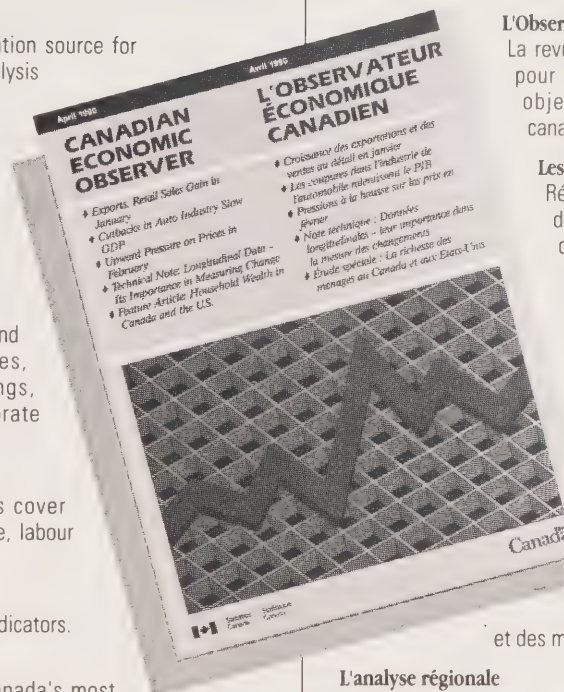 ation source for
lysis
nd
es,
ngs,
orate
s cover
e, labour
dicators.
nada's most
April 1990
CANADIAN
ECONOMIC
OBSERVER
♦ Exports, Retail Sales Gain in
January
♦ Cutbacks in Auto Industry Slow
GDP
♦ Upward Pressure on Prices in
February
♦ Technical Note: Longitudinal Data -
Its Importance in Measuring Change
♦ Feature Article: Household Wealth in
Canada and the U.S.
Avril 1990
L'OBSERVATEUR
ÉCONOMIQUE
CANADIEN
♦ Croissance des exportations et des
ventes au détail en janvier
♦ Les coupures dans l'industrie de
l'automobile ralentissent le PIB
♦ Pressions à la hausse sur les prix en
février
♦ Note technique : Données
longitudinales - leur importance dans
la mesure des changements
♦ Étude spéciale : La richesse des
ménages au Canada et aux États-Unis
Statistics Statistique
Canada Canada
Canada
L'Obser
La revu
pour
obje
cana
Les
Ré
d
et des m
L'analyse régionale